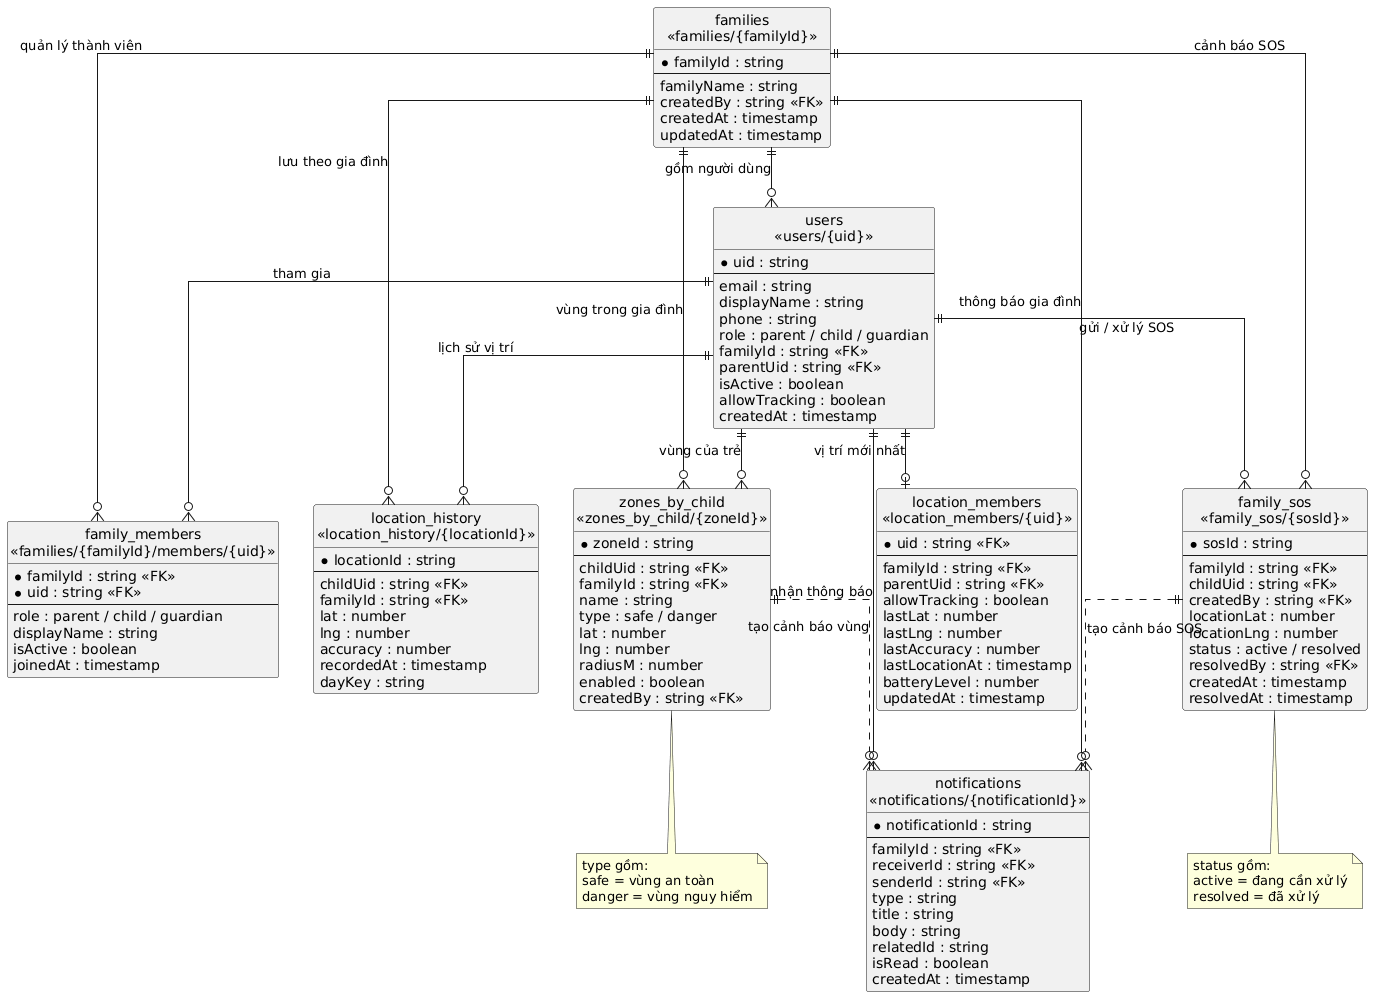 families
«families/{familyId}»
familyId : string
familyName : string
createdBy : string «FK»
createdAt : timestamp
updatedAt : timestamp
quản lý thành viên
cảnh báo SOS
lưu theo gia đình
gồm người dùng
users
«users/{uid}»
uid : string
email : string
displayName : string
phone : string
role : parent / child / guardian
familyId : string «FK»
parentUid : string «FK»
isActive : boolean
allowTracking : boolean
createdAt : timestamp
tham gia
vùng trong gia đình
thông báo gia đình
gửi / xử lý SOS
lịch sử vị trí
vùng của trẻ
vị trí mới nhất
family_members
«families/{familyId}/members/{uid}»
familyId : string «FK»
uid : string «FK»
role : parent / child / guardian
displayName : string
isActive : boolean
joinedAt : timestamp
location_history
«location_history/{locationId}»
locationId : string
childUid : string «FK»
familyId : string «FK»
lat : number
lng : number
accuracy : number
recordedAt : timestamp
dayKey : string
zones_by_child
«zones_by_child/{zoneId}»
zoneId : string
childUid : string «FK»
familyId : string «FK»
name : string
type : safe / danger
lat : number
lng : number
radiusM : number
enabled : boolean
createdBy : string «FK»
nhận thông báo
tạo cảnh báo vùng
location_members
«location_members/{uid}»
uid : string «FK»
familyId : string «FK»
parentUid : string «FK»
allowTracking : boolean
lastLat : number
lastLng : number
lastAccuracy : number
lastLocationAt : timestamp
batteryLevel : number
updatedAt : timestamp
tạo cảnh báo SOS
family_sos
«family_sos/{sosId}»
sosId : string
familyId : string «FK»
childUid : string «FK»
createdBy : string «FK»
locationLat : number
locationLng : number
status : active / resolved
resolvedBy : string «FK»
createdAt : timestamp
resolvedAt : timestamp
notifications
«notifications/{notificationId}»
notificationId : string
familyId : string «FK»
receiverId : string «FK»
senderId : string «FK»
type : string
title : string
body : string
relatedId : string
isRead : boolean
createdAt : timestamp
type gồm:
safe = vùng an toàn
danger = vùng nguy hiểm
status gồm:
active = đang cần xử lý
resolved = đã xử lý